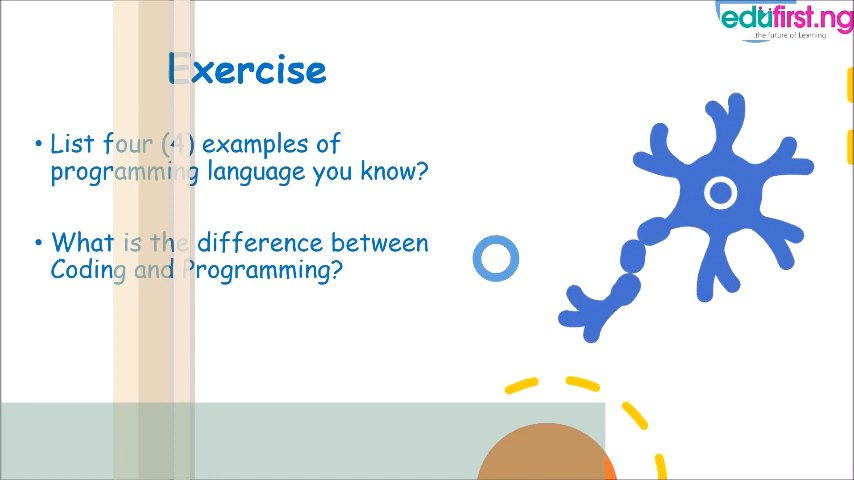 edufirst.ng
...the future of Learning
Exercise
• List four (4) examples of
programming language you know?
• What is the difference between
Coding and Programming?